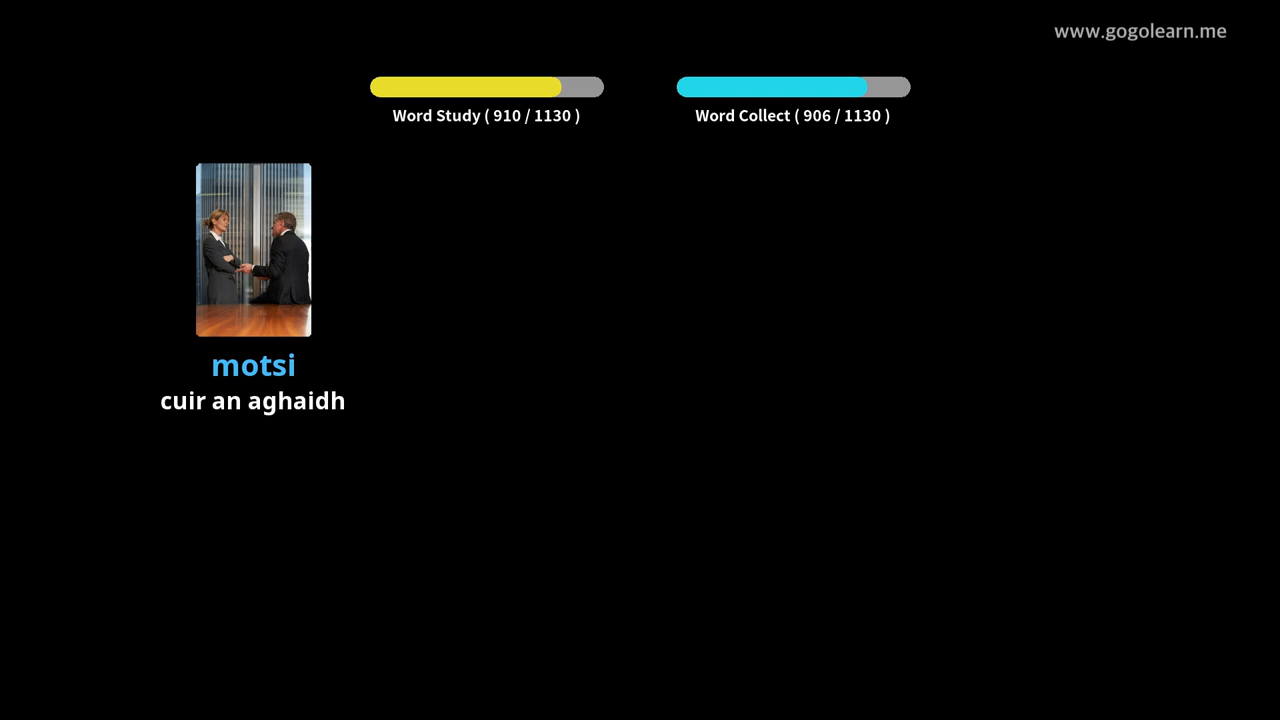 www.gogolearn.me
Word Study ( 910 / 1130 )
Word Collect ( 906 / 1130 )
motsi
cuir an aghaidh